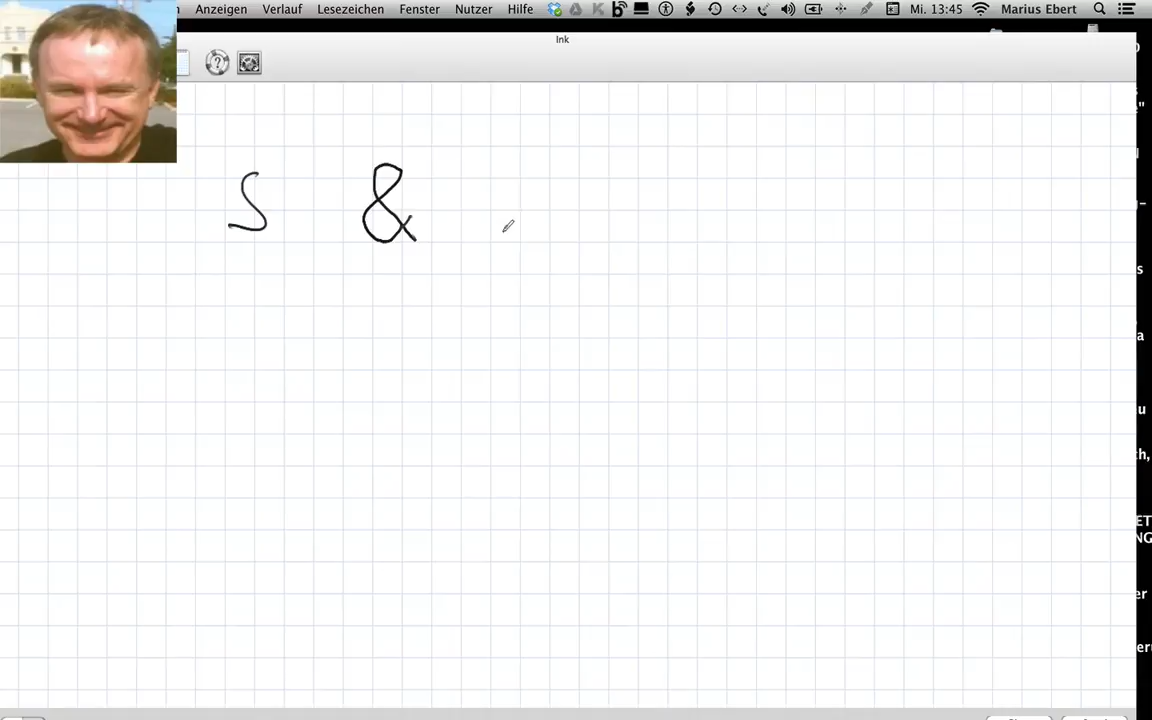 Anzeigen Verlauf Lesezeichen Fenster Nutzer Hilfe Mi. 13:45 Marius Ebert
Ink
S &